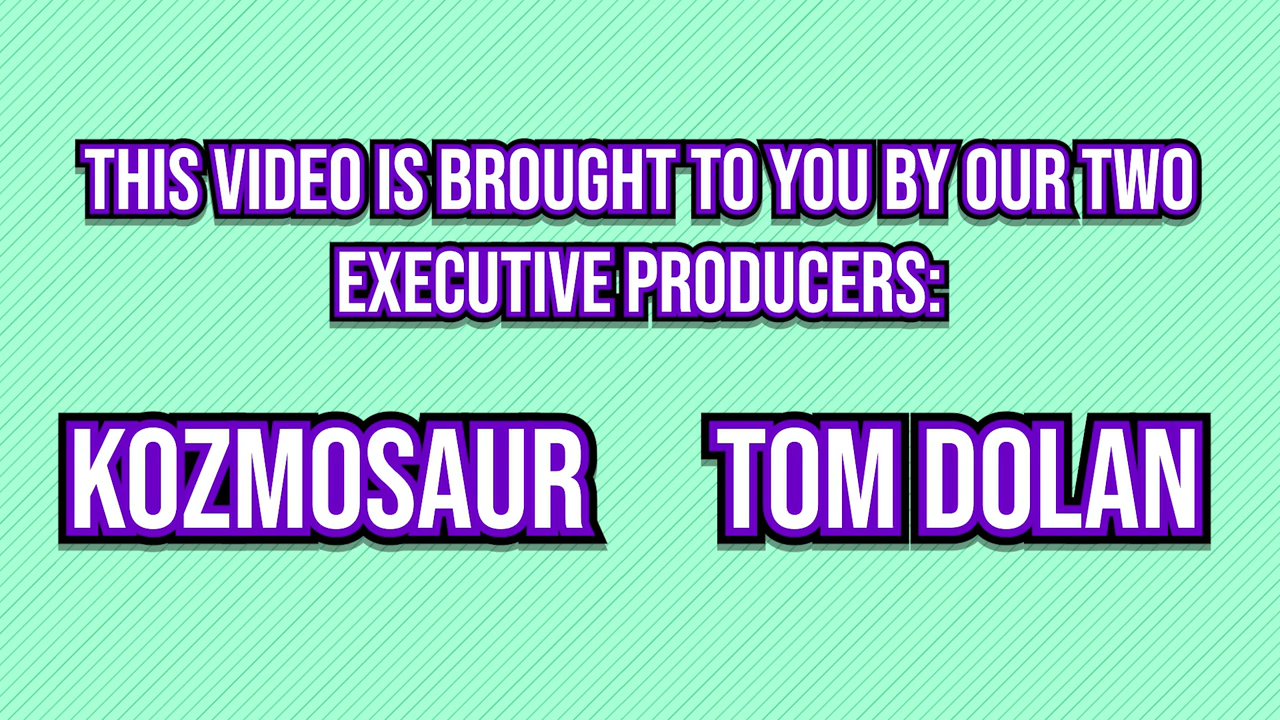 THIS VIDEO IS BROUGHT TO YOU BY OUR TWO
EXECUTIVE PRODUCERS:
KOZMOSAUR TOM DOLAN